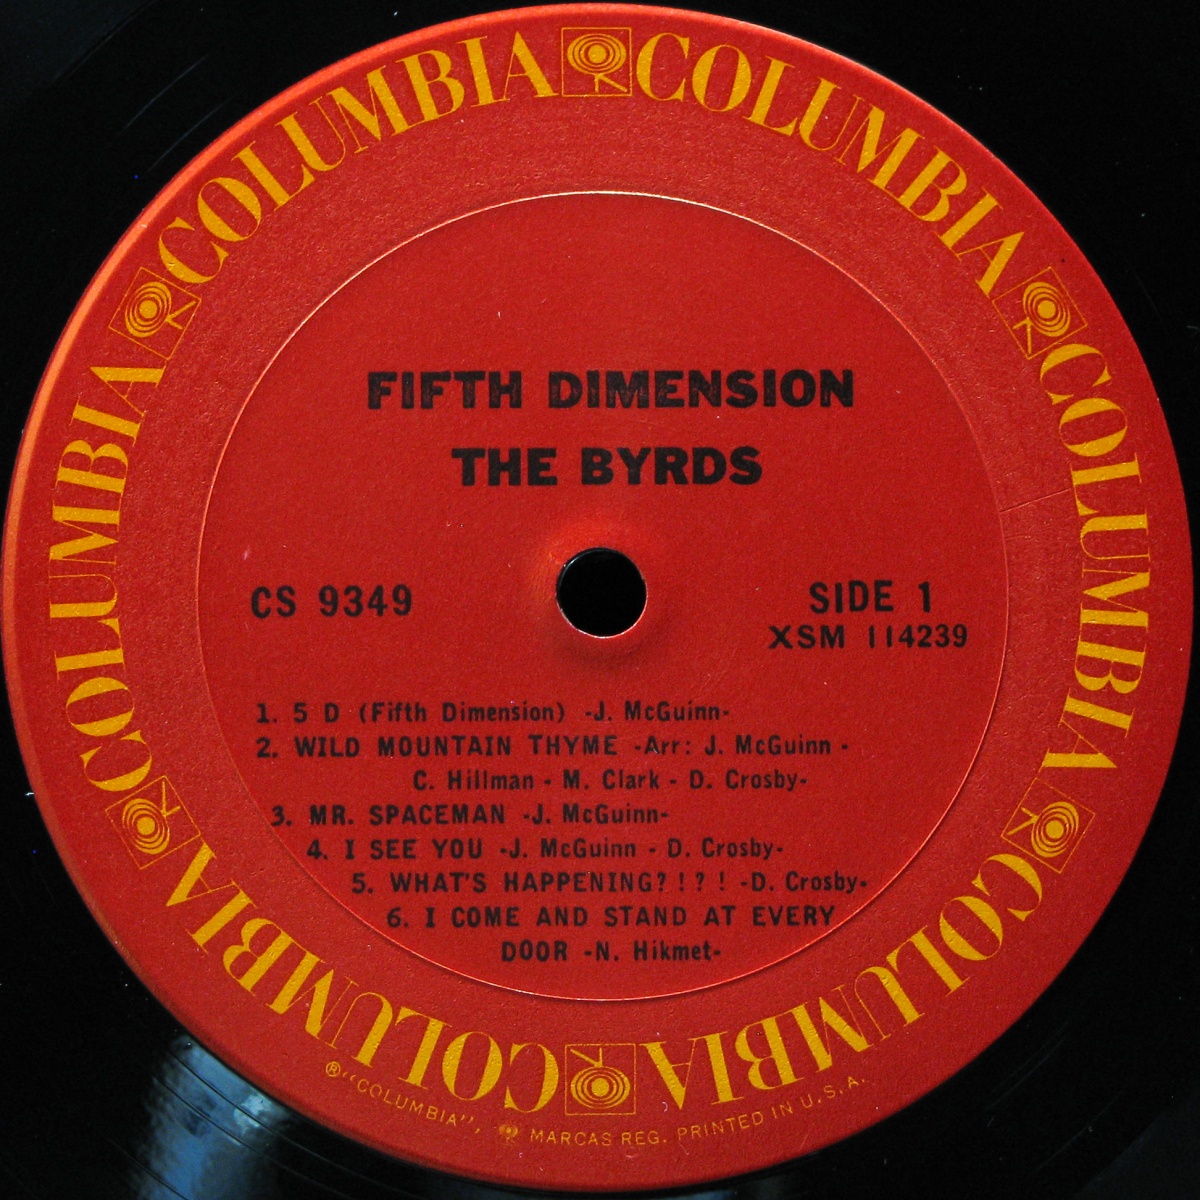 COLUMBIA COLUMBIA COLUMBIA COLUMBIA COLUMBIA COLUMBIA
FIFTH DIMENSION
THE BYRDS
CS 9349
SIDE 1
XSM 114239
1. 5 D (Fifth Dimension) -J. McGuinn-
2. WILD MOUNTAIN THYME -Arr: J. McGuinn -
C. Hillman - M. Clark - D. Crosby-
3. MR. SPACEMAN -J. McGuinn-
4. I SEE YOU -J. McGuinn - D. Crosby-
5. WHAT'S HAPPENING?!?! -D. Crosby-
6. I COME AND STAND AT EVERY
DOOR -N. Hikmet-
®"COLUMBIA", MARCAS REG. PRINTED IN U.S.A.